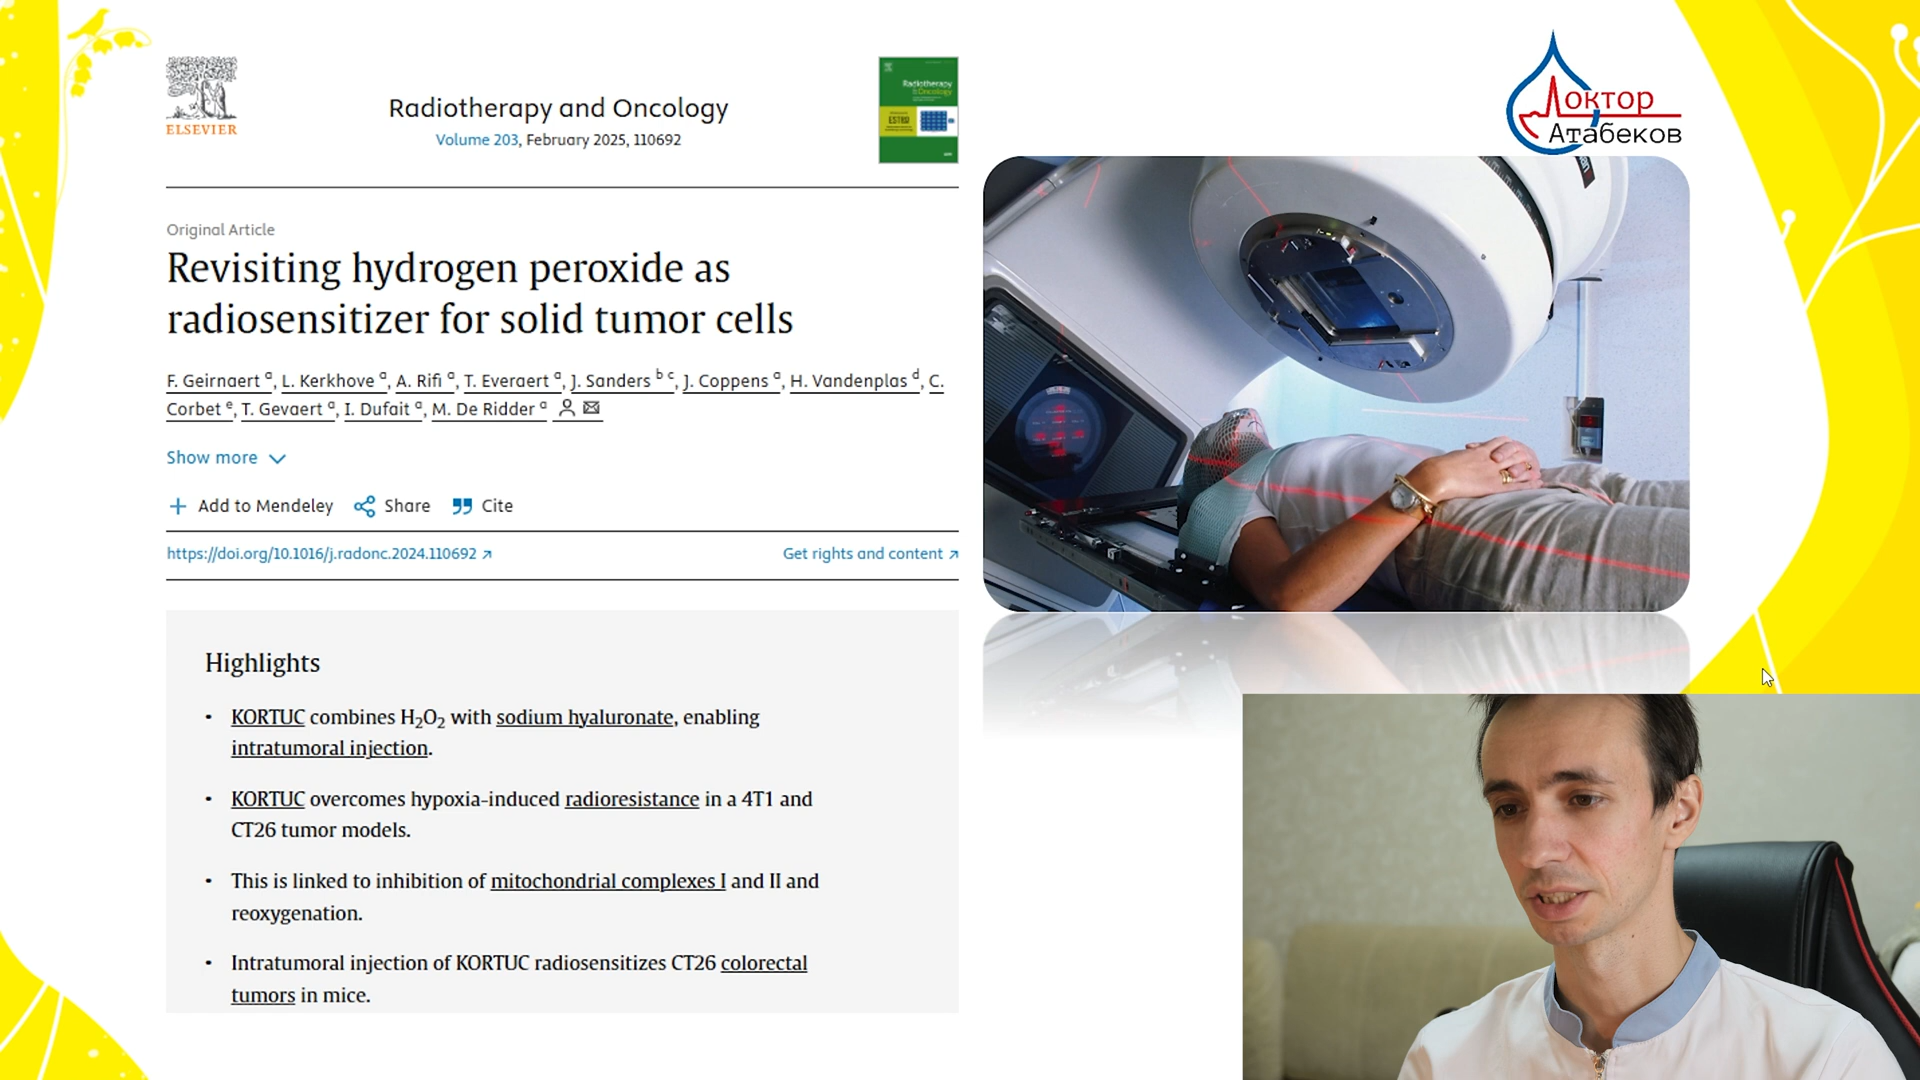 ELSEVIER
Radiotherapy and Oncology
Volume 203, February 2025, 110692
Radiotherapy
Oncology
ESTRO
Доктор
Атабеков
Original Article
Revisiting hydrogen peroxide as
radiosensitizer for solid tumor cells
F. Geirnaert a, L. Kerkhove a, A. Rifi a, T. Everaert a, J. Sanders b c, J. Coppens a, H. Vandenplas d, C.
Corbet e, T. Gevaert a, I. Dufait a, M. De Ridder a
Show more
Add to Mendeley Share Cite
https://doi.org/10.1016/j.radonc.2024.110692 Get rights and content
Highlights
• KORTUC combines H₂O₂ with sodium hyaluronate, enabling
intratumoral injection.
• KORTUC overcomes hypoxia-induced radioresistance in a 4T1 and
CT26 tumor models.
• This is linked to inhibition of mitochondrial complexes I and II and
reoxygenation.
• Intratumoral injection of KORTUC radiosensitizes CT26 colorectal
tumors in mice.